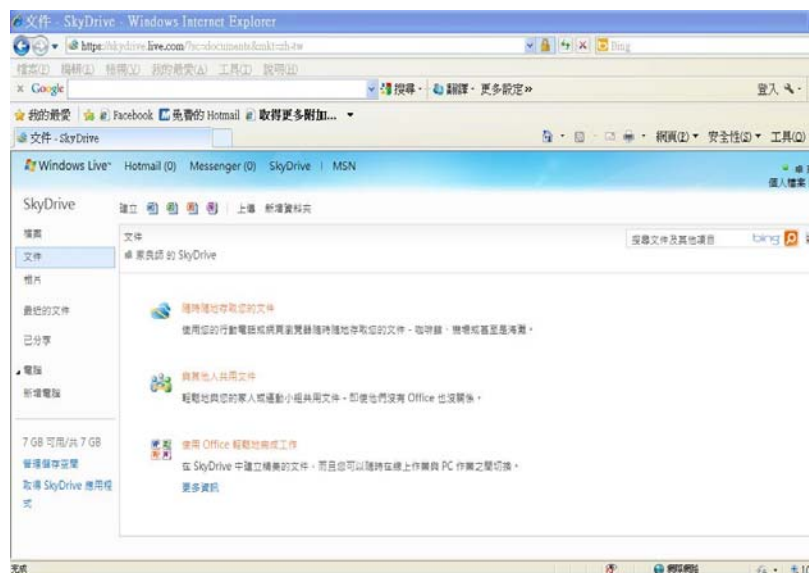 文件 - SkyDrive - Windows Internet Explorer
live.com
Bing
檔案(F) 編輯(E) 檢視(V) 我的最愛(A) 工具(T) 說明(H)
x Google 搜尋 翻譯 更多設定» 登入
我的最愛 Facebook 免費的 Hotmail 取得更多附加...
文件 - SkyDrive 網頁(P) 安全性(S) 工具(O)
Windows Live Hotmail (0) Messenger (0) SkyDrive | MSN
個人檔案
SkyDrive
建立 | 上傳 新增資料夾
檔案
文件
相片
最近的文件
已分享
電腦
新增電腦
7 GB 可用/共 7 GB
管理儲存空間
取得 SkyDrive 應用程
式
文件
的 SkyDrive
搜尋文件及其他項目 bing
隨時隨地存取您的文件
使用您的行動電話或網頁瀏覽器隨時隨地存取您的文件 - 咖啡館、機場或甚至是海灘。
與其他人共用文件
輕鬆地與您的家人或運動小組共用文件 - 即使他們沒有 Office 也沒關係。
使用 Office 輕鬆地完成工作
在 SkyDrive 中建立精美的文件，而且您可以隨時在線上作業與 PC 作業之間切換。
更多資訊
完成 網際網路